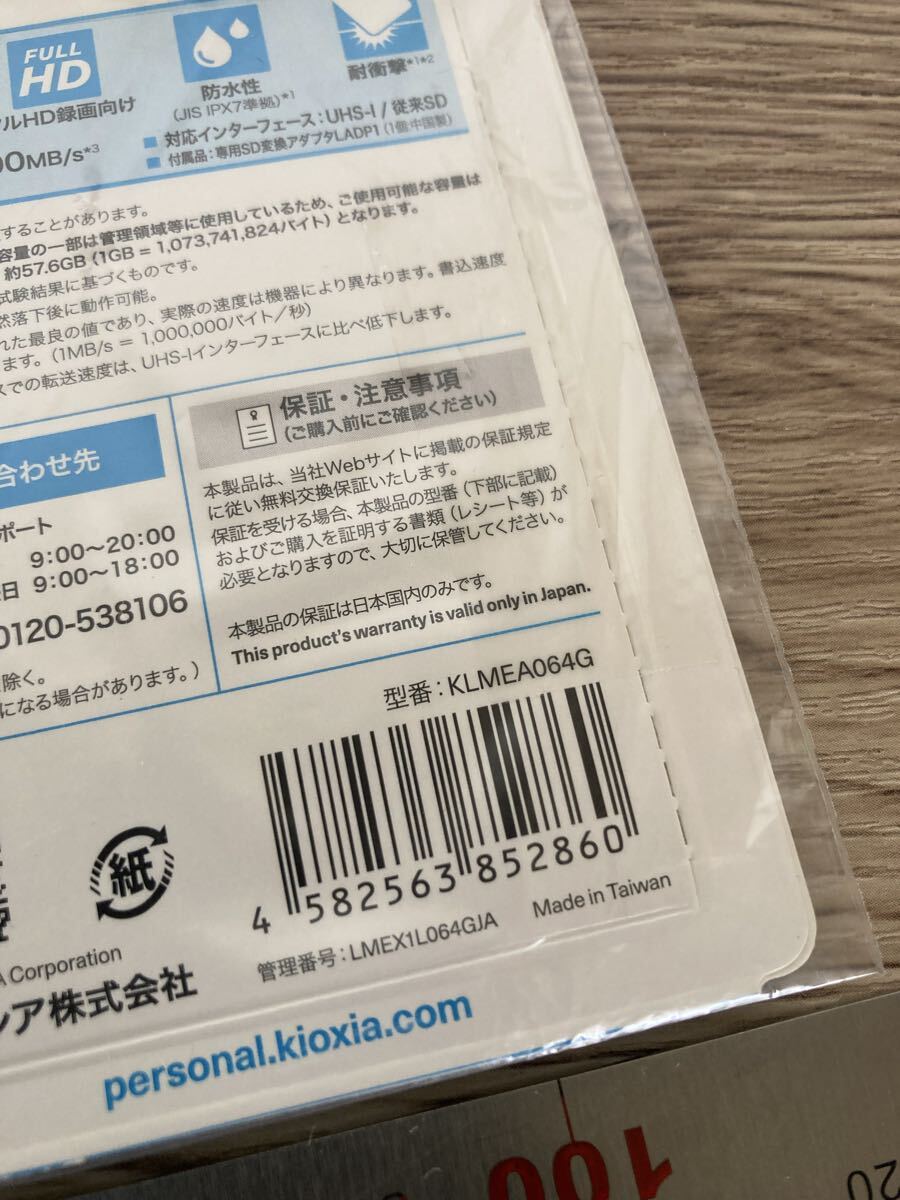 FULL
HD
ルHD録画向け
防水性
(JIS IPX7準拠)*1
耐衝撃*1*2
00MB/s*3
■ 対応インターフェース：UHS-I / 従来SD
■ 付属品：専用SD変換アダプタLADP1（1個:中国製）
することがあります。
容量の一部は管理領域等に使用しているため、ご使用可能な容量は
約57.6GB（1GB = 1,073,741,824バイト）となります。
試験結果に基づくものです。
然落下後に動作可能。
れた最良の値であり、実際の速度は機器により異なります。書込速度
ます。（1MB/s = 1,000,000バイト／秒）
スでの転送速度は、UHS-Iインターフェースに比べ低下します。
合わせ先
ポート
9:00～20:00
日 9:00～18:00
0120-538106
除く。
になる場合があります。）
保証・注意事項
（ご購入前にご確認ください）
本製品は、当社Webサイトに掲載の保証規定
に従い無料交換保証いたします。
保証を受ける場合、本製品の型番（下部に記載）
およびご購入を証明する書類（レシート等）が
必要となりますので、大切に保管してください。
本製品の保証は日本国内のみです。
This product's warranty is valid only in Japan.
型番：KLMEA064G
4 582563 852860
紙
管理番号：LMEX1L064GJA
Made in Taiwan
A Corporation
シア株式会社
personal.kioxia.com
100
20